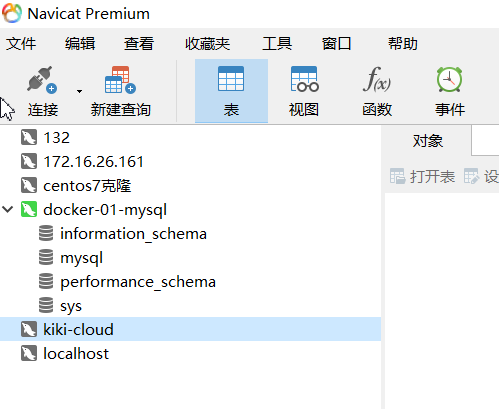 Navicat Premium
文件 编辑 查看 收藏夹 工具 窗口 帮助
连接 新建查询 表 视图 f(x) 函数 事件
132
172.16.26.161
centos7克隆
docker-01-mysql
information_schema
mysql
performance_schema
sys
kiki-cloud
localhost
对象
打开表 设